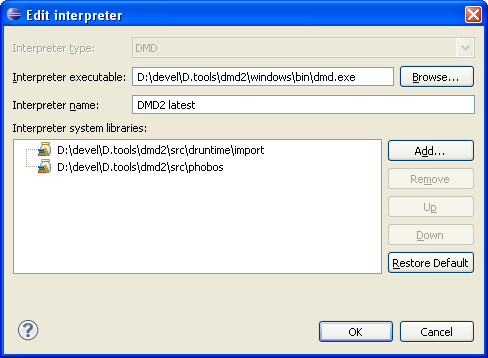 Edit interpreter
Interpreter type: DMD
Interpreter executable: D:\devel\D.tools\dmd2\windows\bin\dmd.exe Browse...
Interpreter name: DMD2 latest
Interpreter system libraries:
D:\devel\D.tools\dmd2\src\druntime\import
D:\devel\D.tools\dmd2\src\phobos
Add...
Remove
Up
Down
Restore Default
? OK Cancel